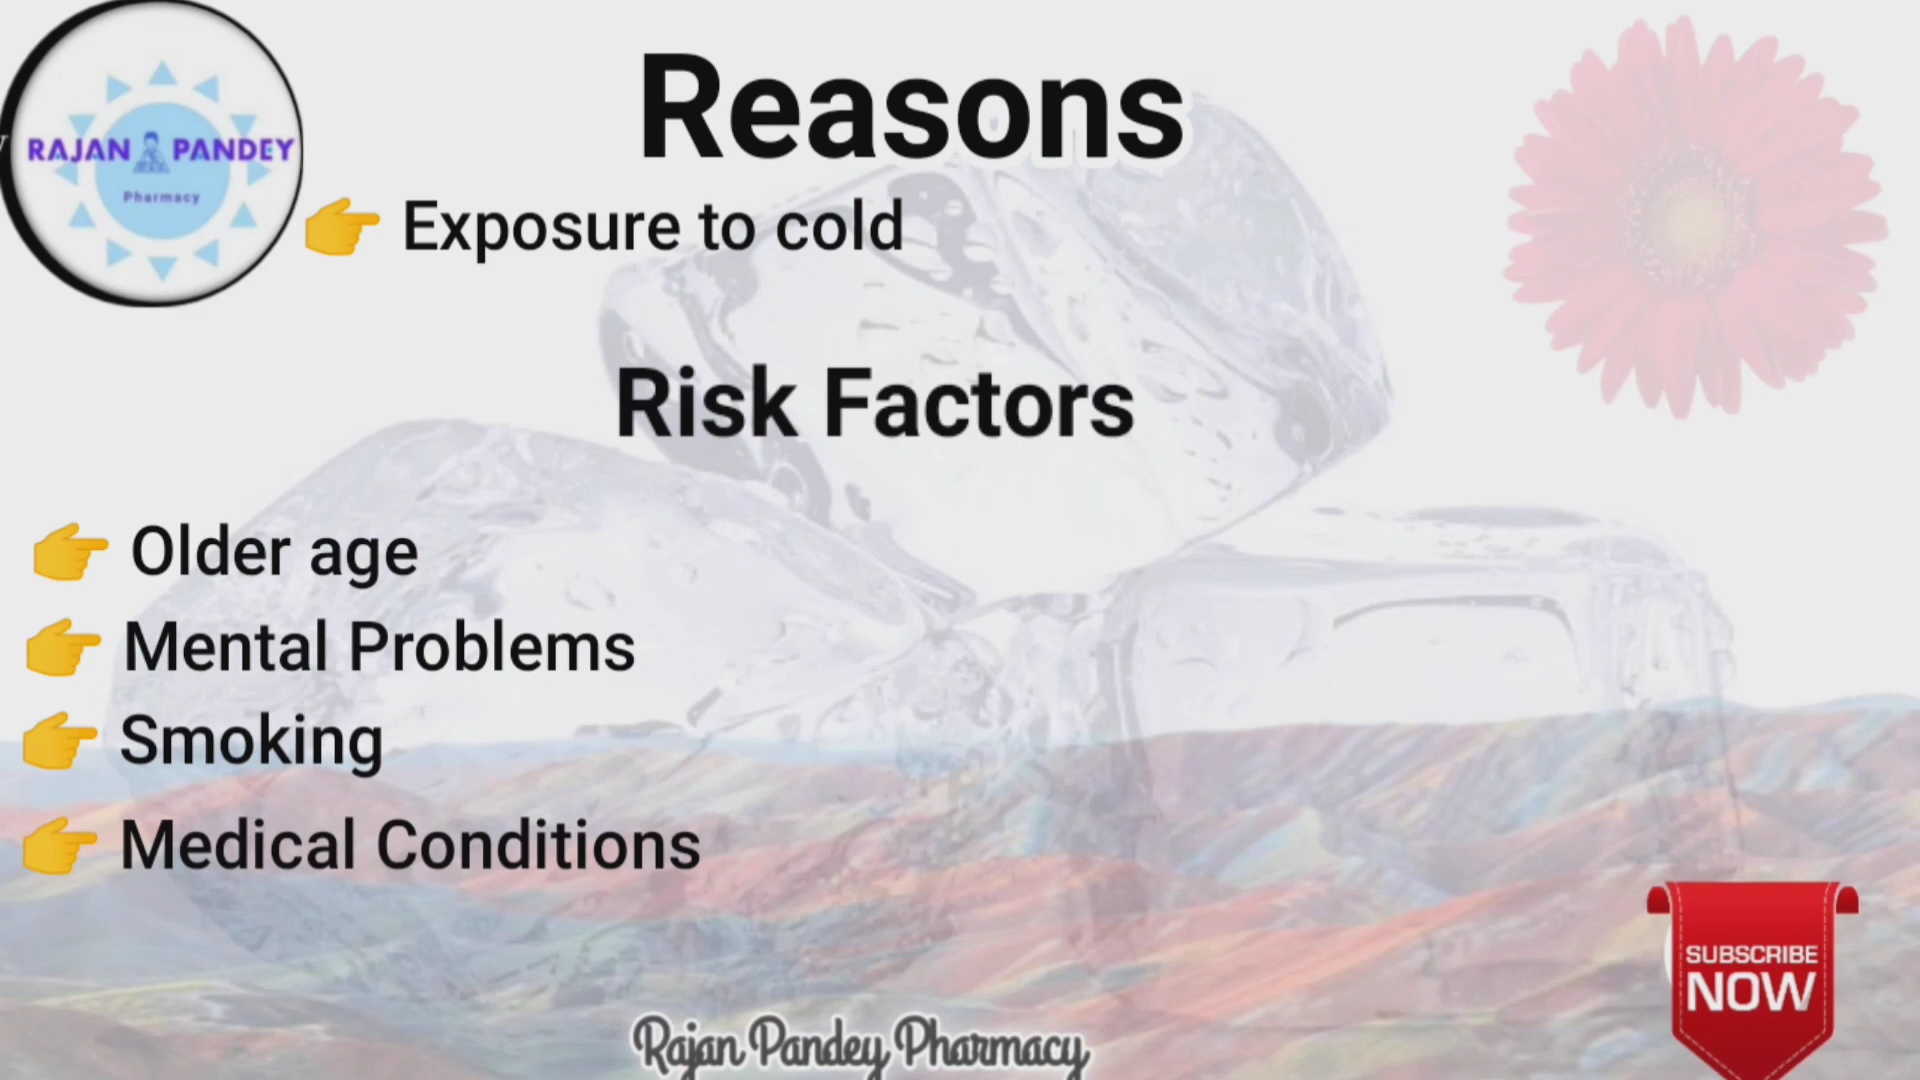 RAJAN PANDEY
Pharmacy
Reasons
👉 Exposure to cold
Risk Factors
👉 Older age
👉 Mental Problems
👉 Smoking
👉 Medical Conditions
SUBSCRIBE
NOW
Rajan Pandey Pharmacy